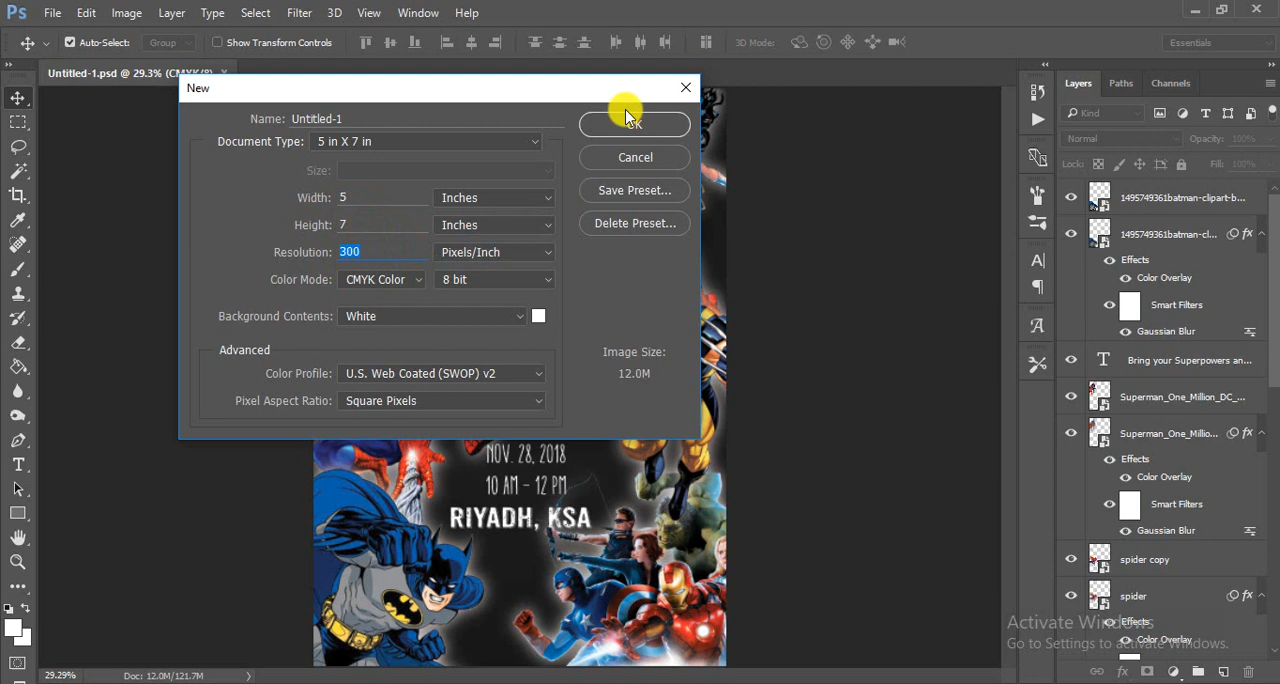 Ps File Edit Image Layer Type Select Filter 3D View Window Help
Auto-Select: Group Show Transform Controls 3D Mode: Essentials
Untitled-1.psd @ 29.3% (CMYK/8)
New
Name: Untitled-1
Document Type: 5 in X 7 in
Size:
Width: 5 Inches
Height: 7 Inches
Resolution: 300 Pixels/Inch
Color Mode: CMYK Color 8 bit
Background Contents: White
Advanced
Color Profile: U.S. Web Coated (SWOP) v2
Pixel Aspect Ratio: Square Pixels
OK
Cancel
Save Preset...
Delete Preset...
Image Size:
12.0M
NOV. 28, 2018
10 AM - 12 PM
RIYADH, KSA
Layers Paths Channels
Kind
Normal Opacity: 100%
Lock: Fill: 100%
1495749361batman-clipart-b...
1495749361batman-cl... fx
Effects
Color Overlay
Smart Filters
Gaussian Blur
T Bring your Superpowers an...
Superman_One_Million_DC_...
Superman_One_Millio... fx
Effects
Color Overlay
Smart Filters
Gaussian Blur
spider copy
spider fx
Effects
Color Overlay
Activate Windows
Go to Settings to activate Windows.
29.29% Doc: 12.0M/121.7M